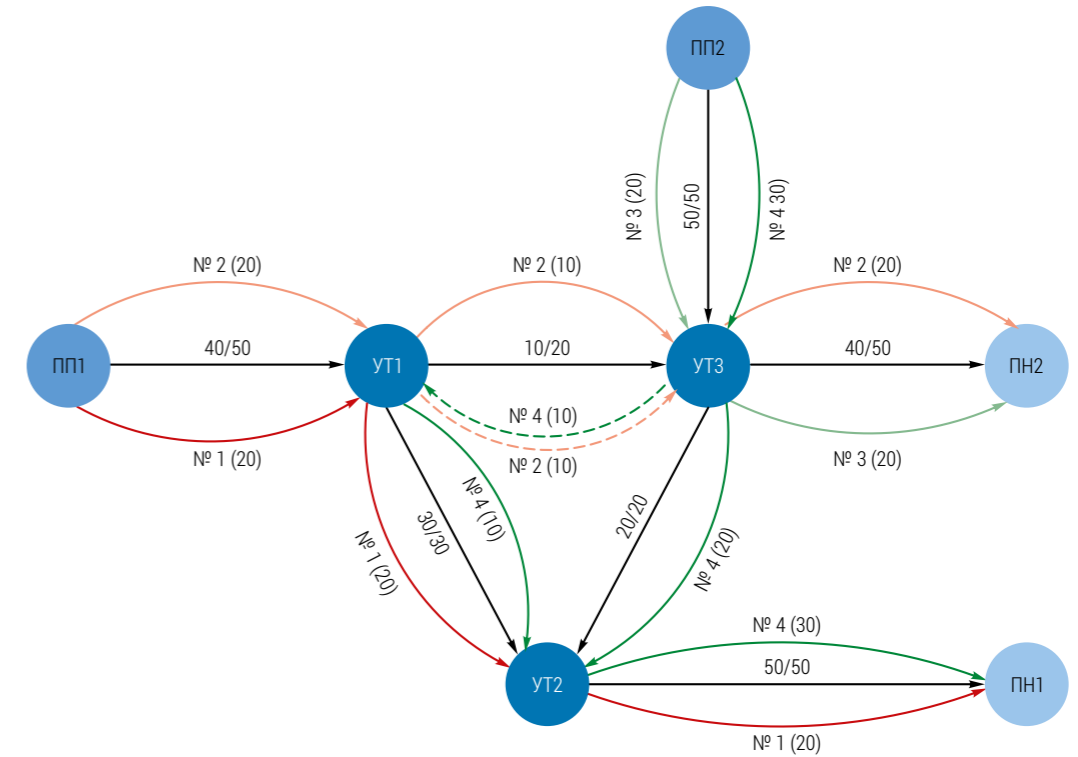 ПП2
№ 3 (20)
50/50
№ 4 30)
№ 2 (20)
№ 2 (10)
№ 2 (20)
ПП1
40/50
УТ1
10/20
УТ3
40/50
ПН2
№ 1 (20)
№ 4 (10)
№ 2 (10)
№ 3 (20)
№ 1 (20)
30/30
№ 4 (10)
20/20
№ 4 (20)
№ 4 (30)
УТ2
50/50
ПН1
№ 1 (20)